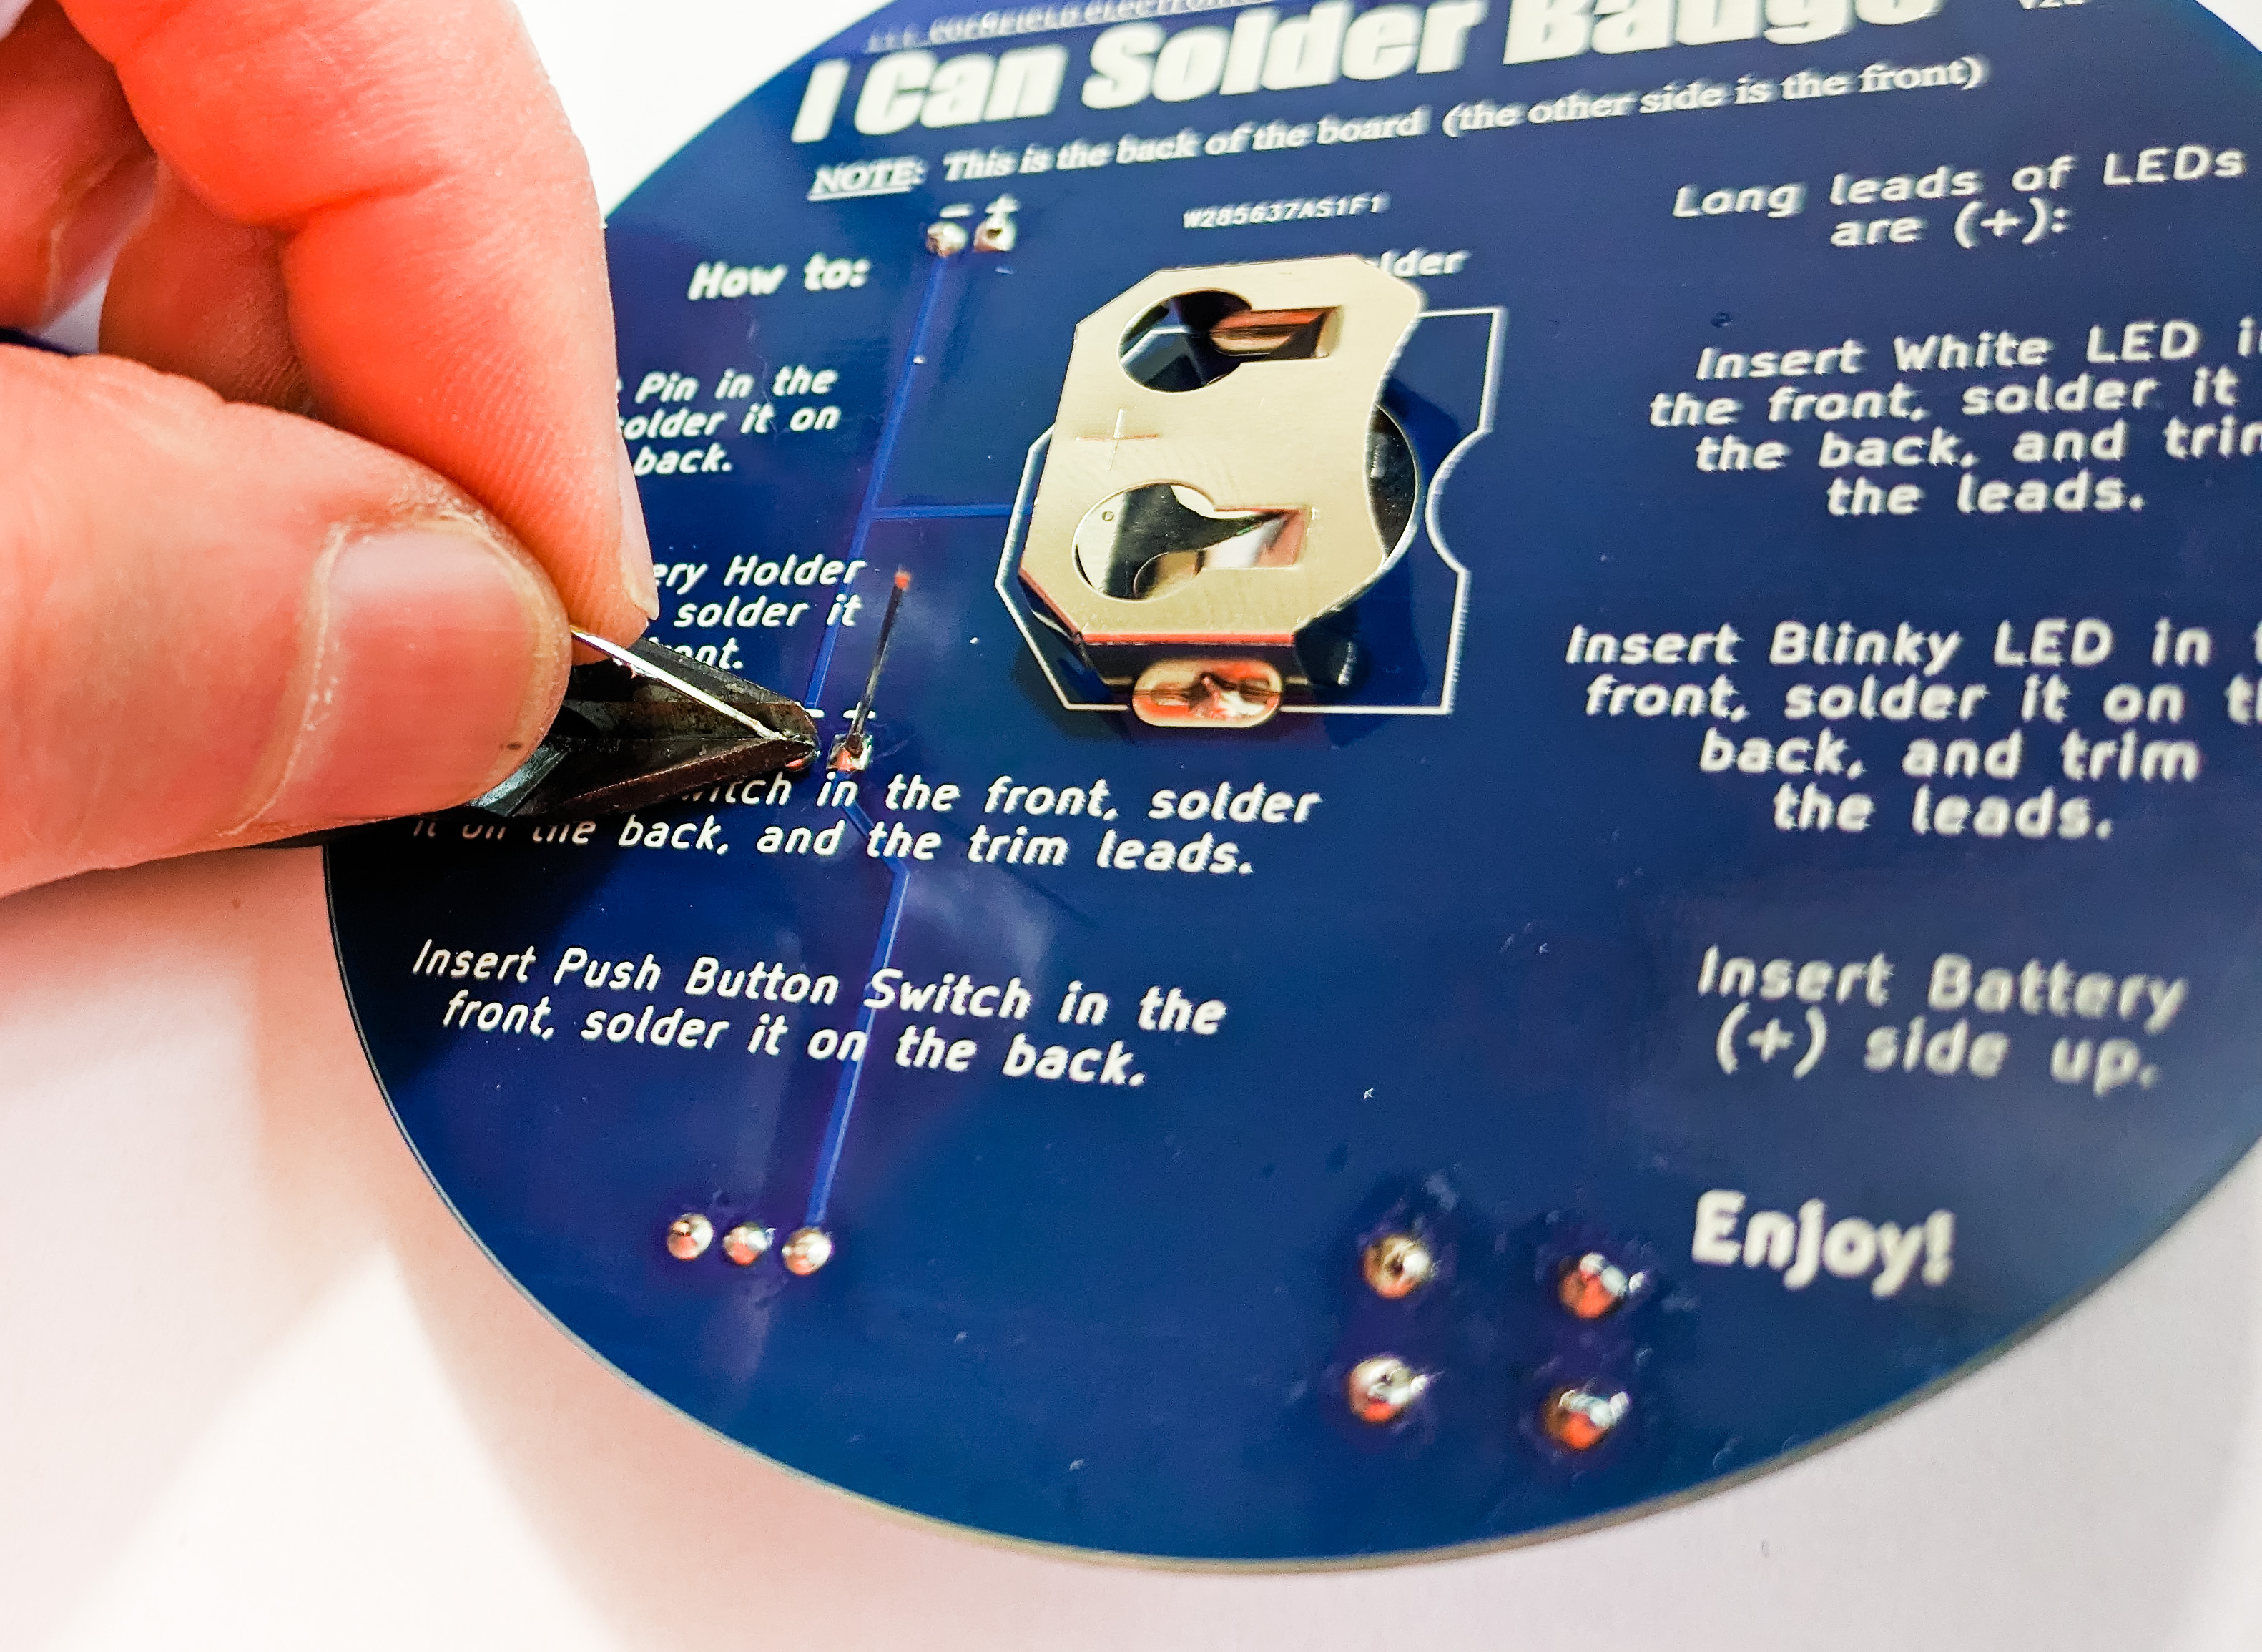 I Can Solder Badge
NOTE: This is the back of the board (the other side is the front)
- +
W285637AS1F1
Long leads of LEDs
are (+):
How to:
Pin in the
solder it on
back.
Insert White LED
the front, solder it
the back, and
the leads.
Holder
solder it
- +
+
Insert Blinky LED in
front, solder it on
back, and trim
the leads.
in the front, solder
it on the back, and the trim leads.
Insert Push Button Switch in the
front, solder it on the back.
Insert Battery
(+) side up.
Enjoy!